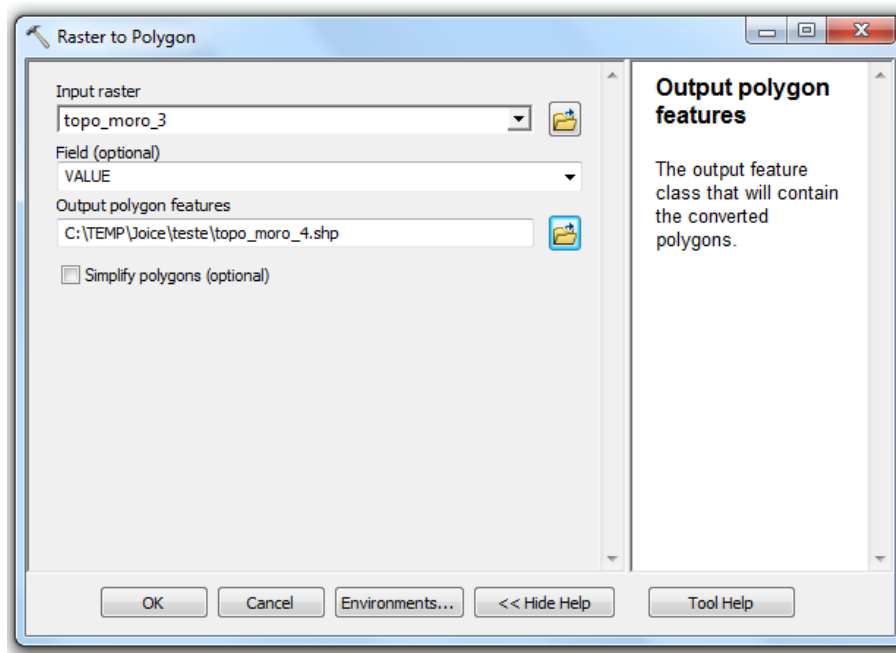 Raster to Polygon
Input raster
topo_moro_3
Field (optional)
VALUE
Output polygon features
C:\TEMP\Joice\teste\topo_moro_4.shp
Simplify polygons (optional)
Output polygon
features
The output feature
class that will contain
the converted
polygons.
OK
Cancel
Environments...
<< Hide Help
Tool Help